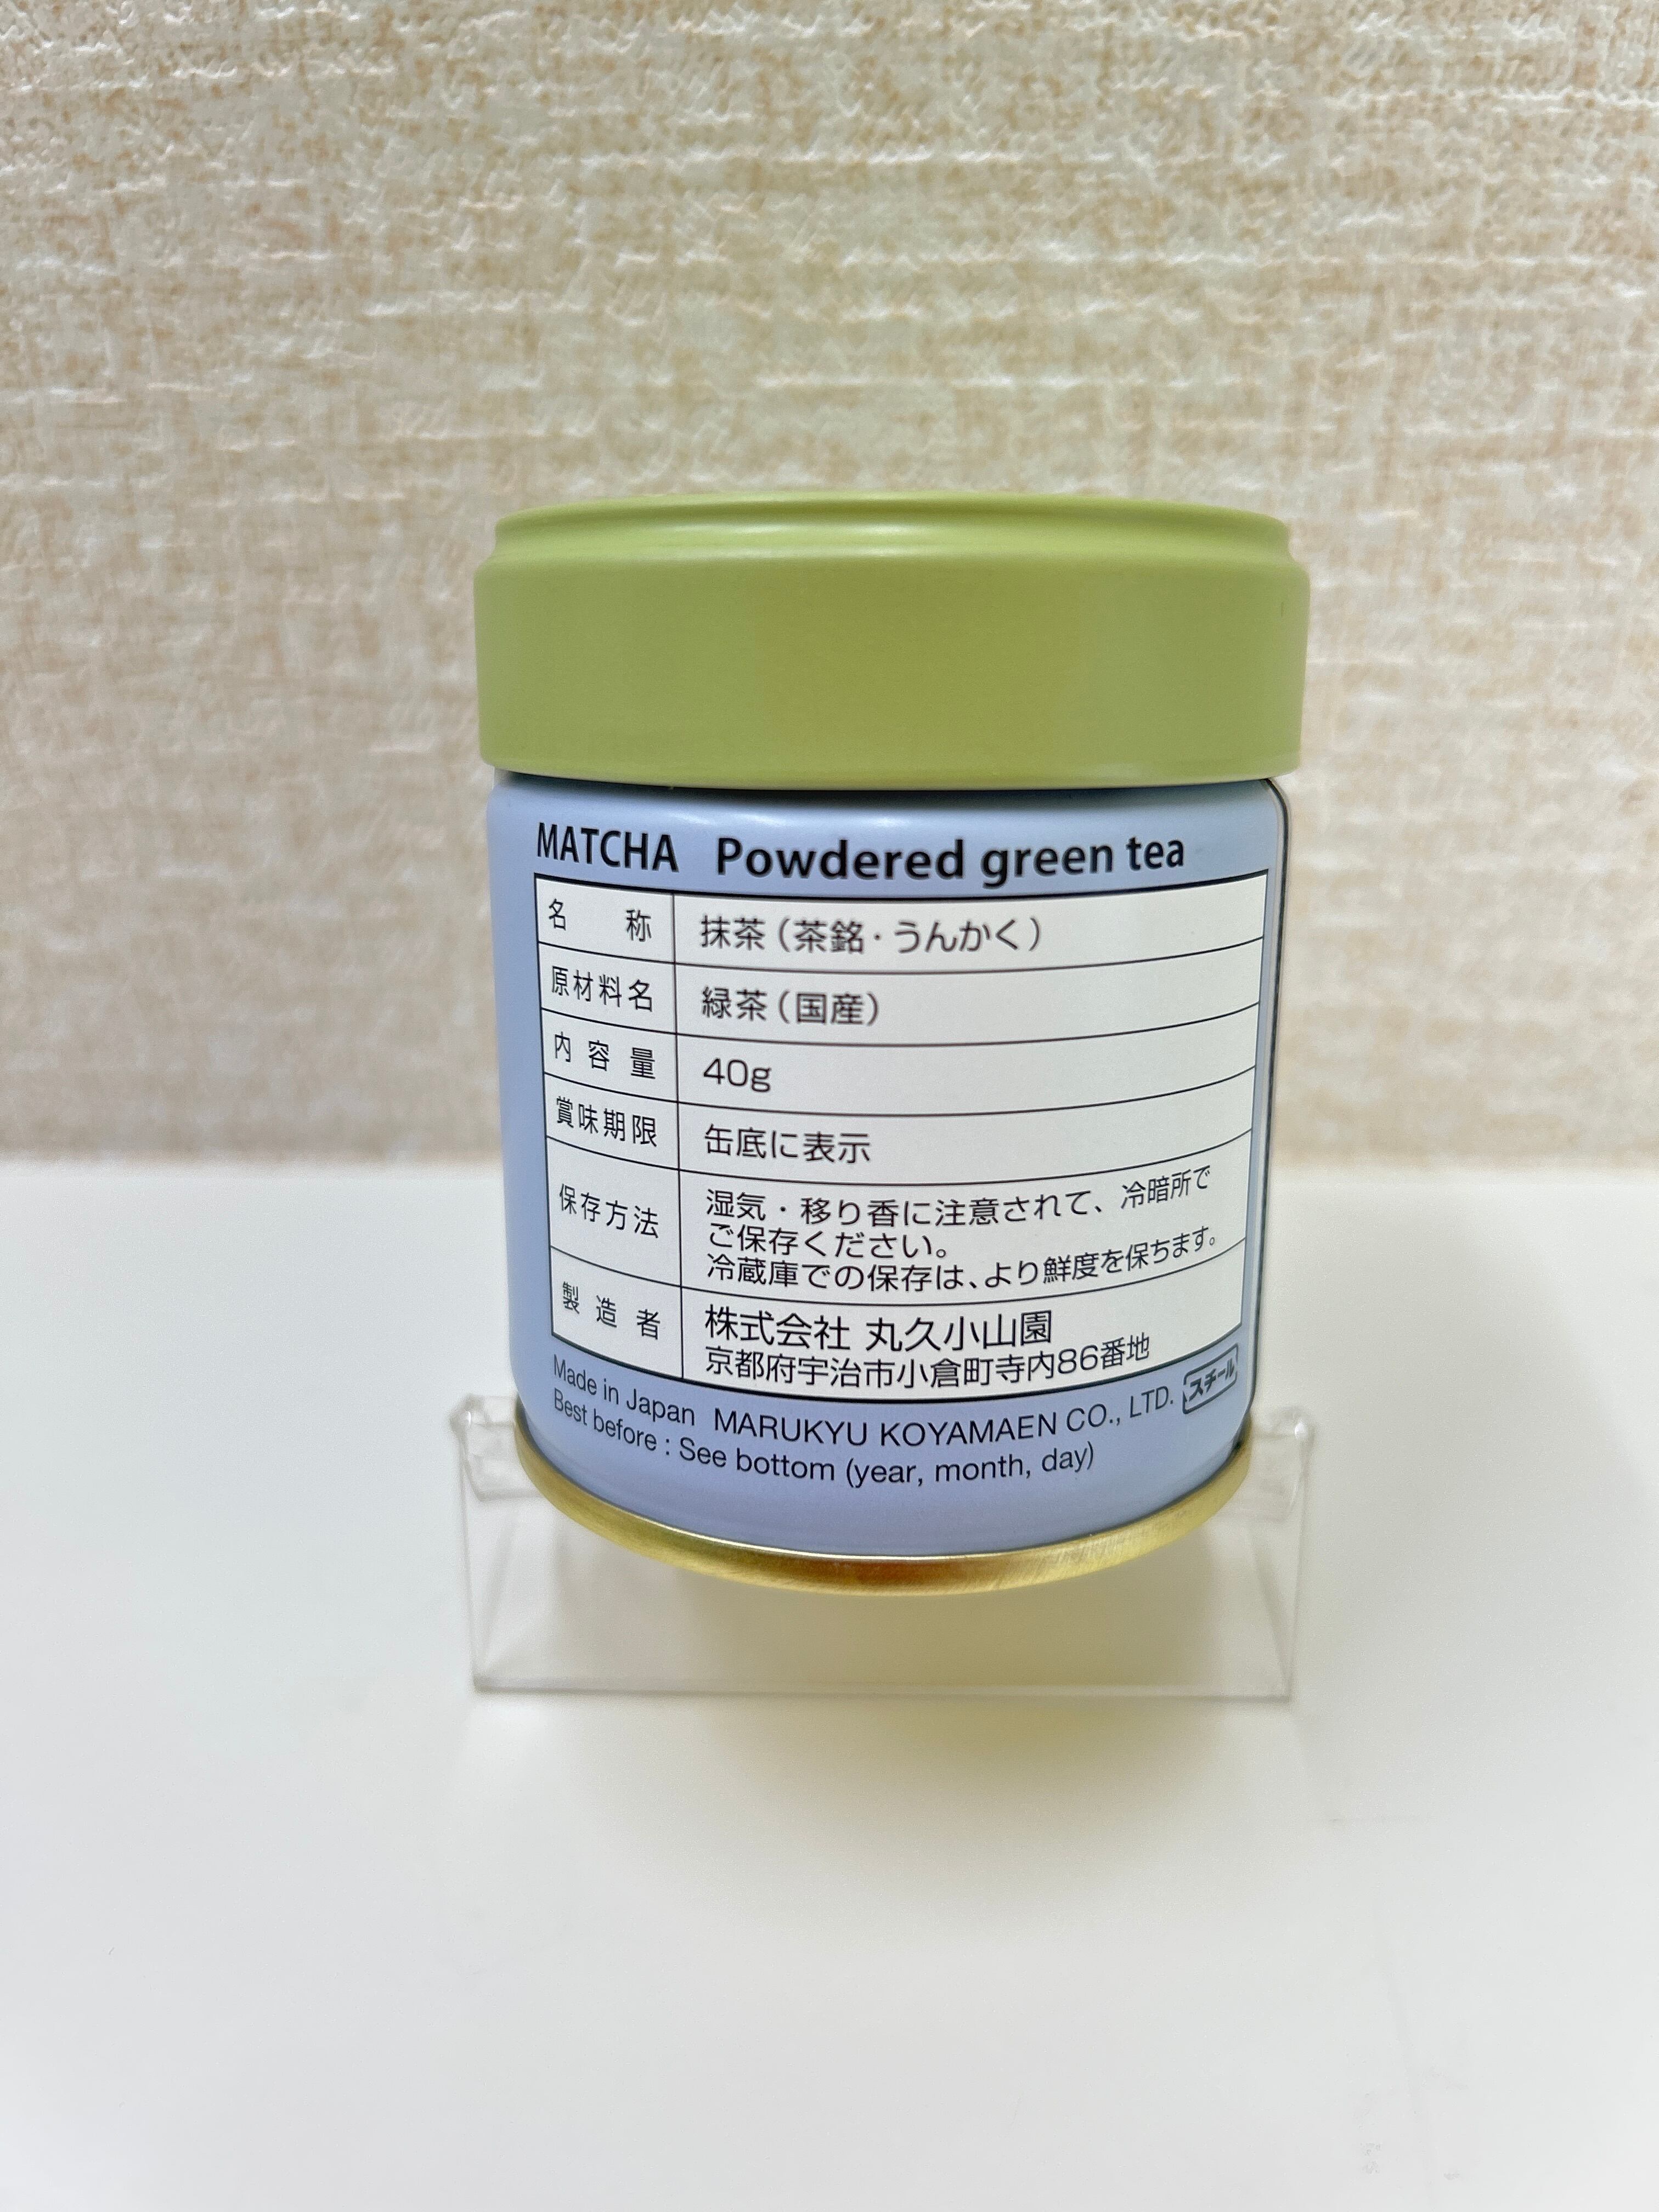 MATCHA Powdered green tea
名称 抹茶（茶銘・うんかく）
原材料名 緑茶（国産）
内容量 40g
賞味期限 缶底に表示
保存方法 湿気・移り香に注意されて、冷暗所で
ご保存ください。
冷蔵庫での保存は、より鮮度を保ちます。
製造者 株式会社 丸久小山園
京都府宇治市小倉町寺内86番地
Made in Japan MARUKYU KOYAMAEN CO., LTD. スチール
Best before : See bottom (year, month, day)